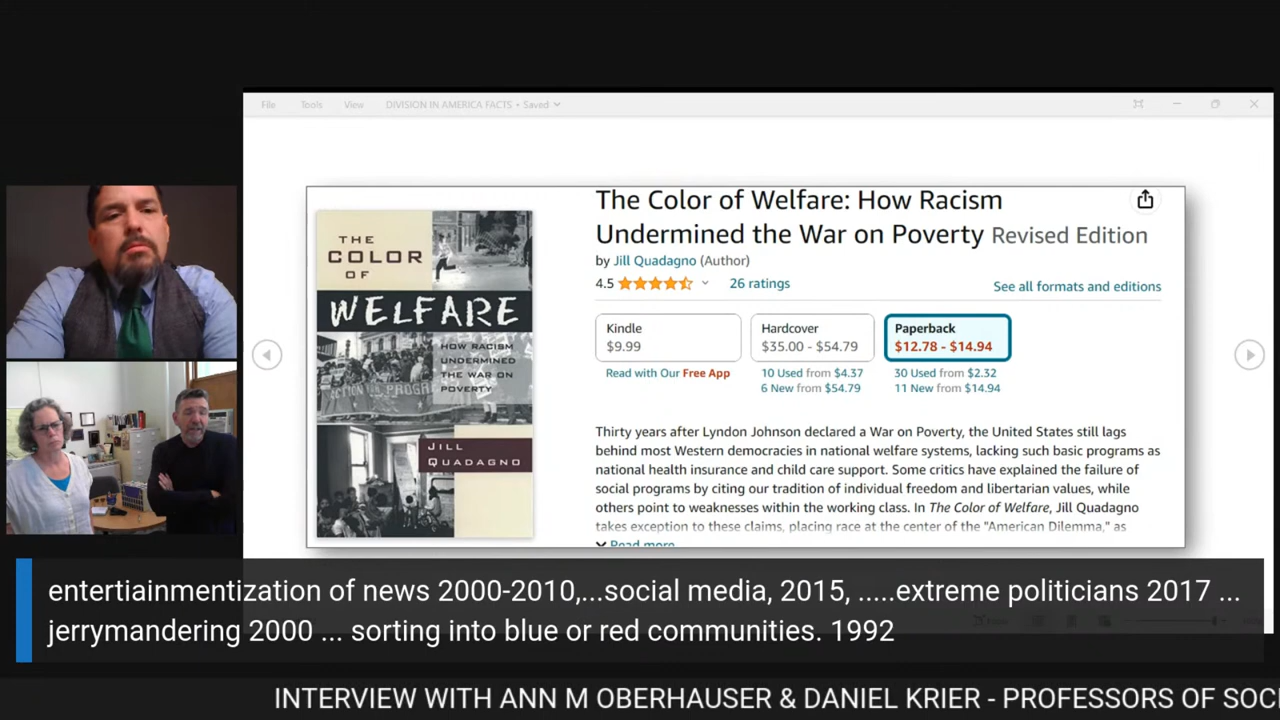 File Tools View DIVISION IN AMERICA FACTS • Saved
The Color of Welfare: How Racism
Undermined the War on Poverty Revised Edition
by Jill Quadagno (Author)
4.5 26 ratings
See all formats and editions
Kindle
$9.99
Read with Our Free App
Hardcover
$35.00 - $54.79
10 Used from $4.37
6 New from $54.79
Paperback
$12.78 - $14.94
30 Used from $2.32
11 New from $14.94
Thirty years after Lyndon Johnson declared a War on Poverty, the United States still lags
behind most Western democracies in national welfare systems, lacking such basic programs as
national health insurance and child care support. Some critics have explained the failure of
social programs by citing our tradition of individual freedom and libertarian values, while
others point to weaknesses within the working class. In The Color of Welfare, Jill Quadagno
takes exception to these claims, placing race at the center of the "American Dilemma," as
Read more
THE
COLOR
OF
WELFARE
HOW RACISM
UNDERMINED
THE WAR ON
POVERTY
JILL
QUADAGNO
entertiainmentization of news 2000-2010,...social media, 2015, .....extreme politicians 2017 ...
jerrymandering 2000 ... sorting into blue or red communities. 1992
INTERVIEW WITH ANN M OBERHAUSER & DANIEL KRIER - PROFESSORS OF SOC